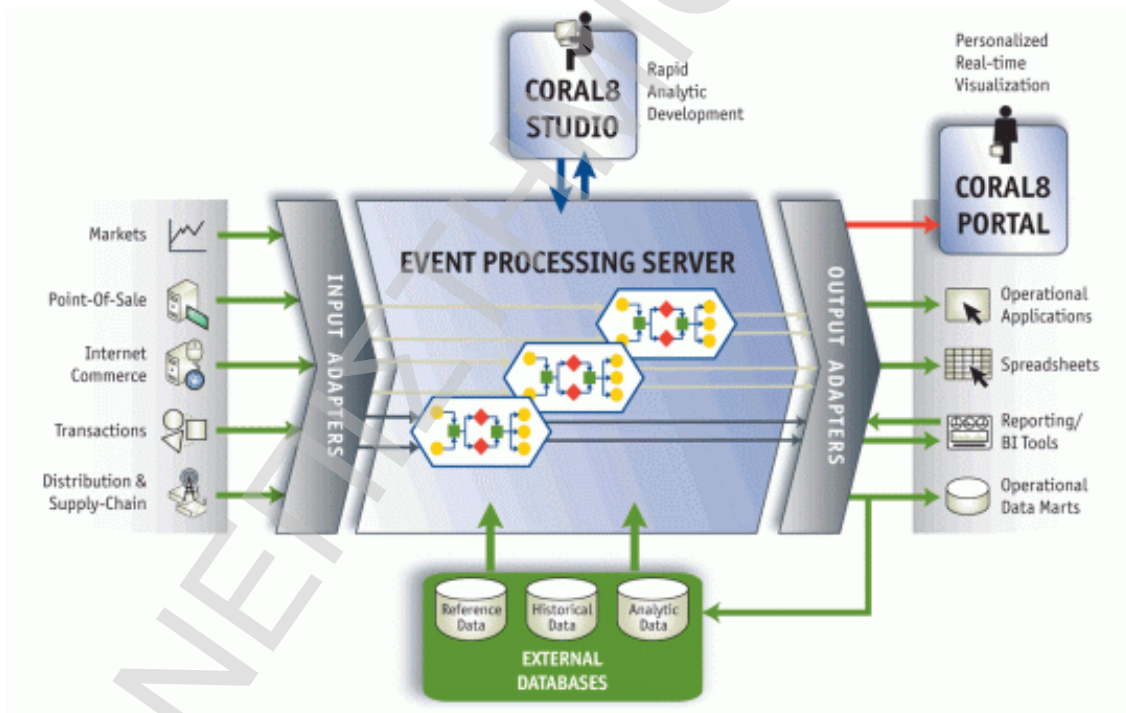 CORAL8
STUDIO
Rapid
Analytic
Development
Personalized
Real-time
Visualization
CORAL8
PORTAL
Markets
Point-Of-Sale
Internet
Commerce
Transactions
Distribution &
Supply-Chain
INPUT ADAPTERS
EVENT PROCESSING SERVER
OUTPUT ADAPTERS
Operational
Applications
Spreadsheets
Reporting/
BI Tools
Operational
Data Marts
Reference
Data
Historical
Data
Analytic
Data
EXTERNAL
DATABASES